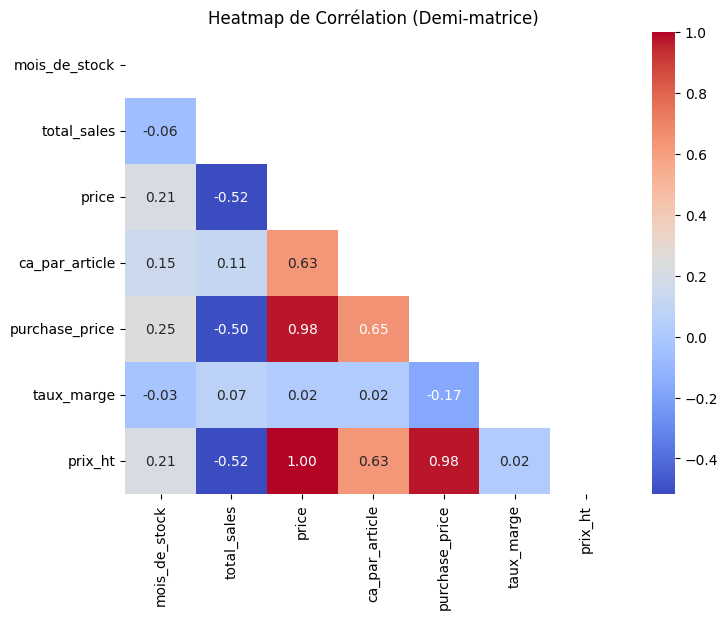 Heatmap de Corrélation (Demi-matrice)
mois_de_stock
total_sales -0.06
price 0.21 -0.52
ca_par_article 0.15 0.11 0.63
purchase_price 0.25 -0.50 0.98 0.65
taux_marge -0.03 0.07 0.02 0.02 -0.17
prix_ht 0.21 -0.52 1.00 0.63 0.98 0.02
mois_de_stock
total_sales
price
ca_par_article
purchase_price
taux_marge
prix_ht
1.0
0.8
0.6
0.4
0.2
0.0
−0.2
−0.4